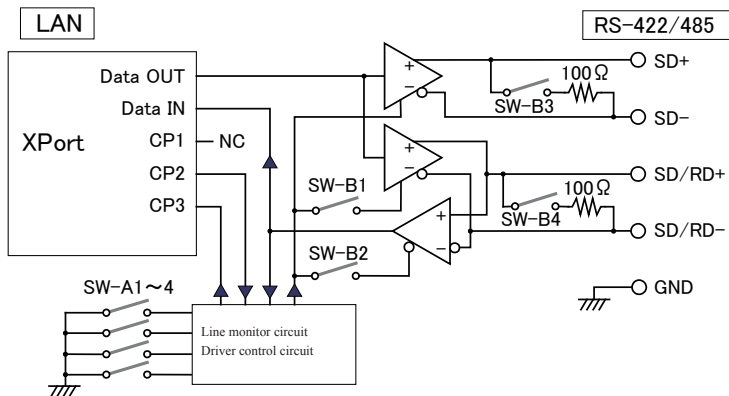 LAN
RS-422/485
XPort
Data OUT
Data IN
CP1
NC
CP2
CP3
+
−
SW-B3
100Ω
SD+
SD-
SW-B1
+
−
SW-B2
+
−
SW-B4
100Ω
SD/RD+
SD/RD-
GND
SW-A1～4
Line monitor circuit
Driver control circuit